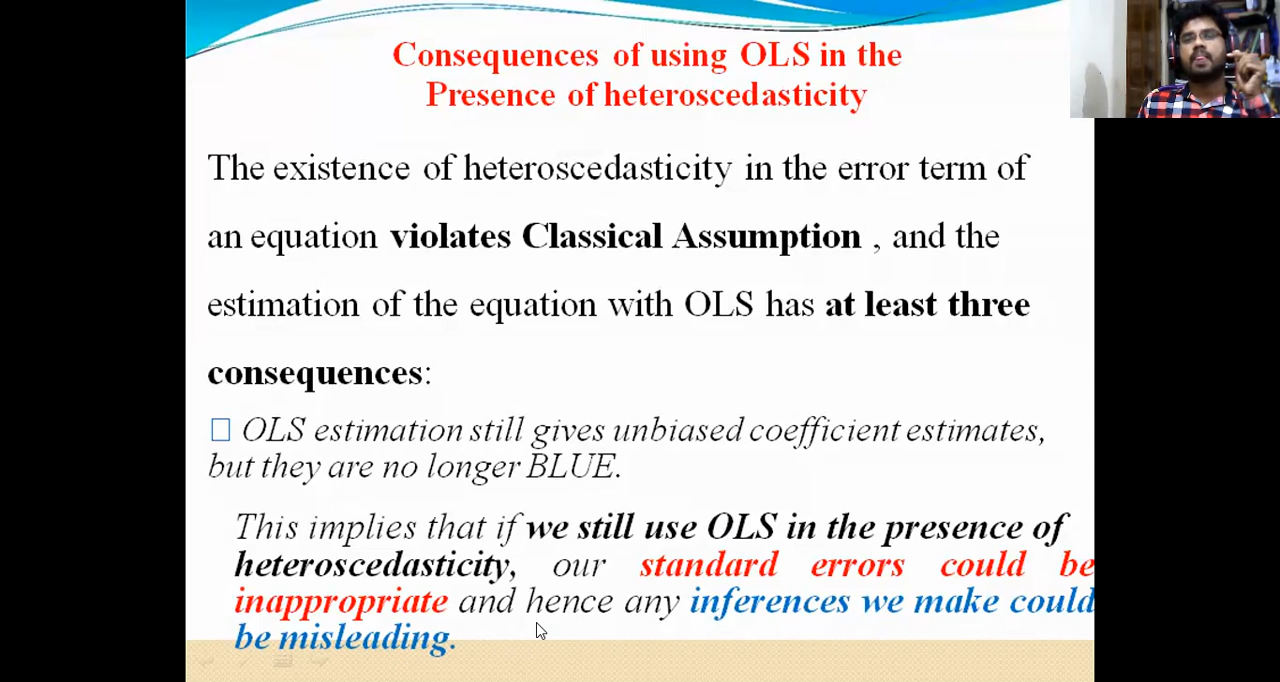 Consequences of using OLS in the
Presence of heteroscedasticity
The existence of heteroscedasticity in the error term of
an equation violates Classical Assumption , and the
estimation of the equation with OLS has at least three
consequences:
OLS estimation still gives unbiased coefficient estimates,
but they are no longer BLUE.
This implies that if we still use OLS in the presence of
heteroscedasticity, our standard errors could be
inappropriate and hence any inferences we make could
be misleading.